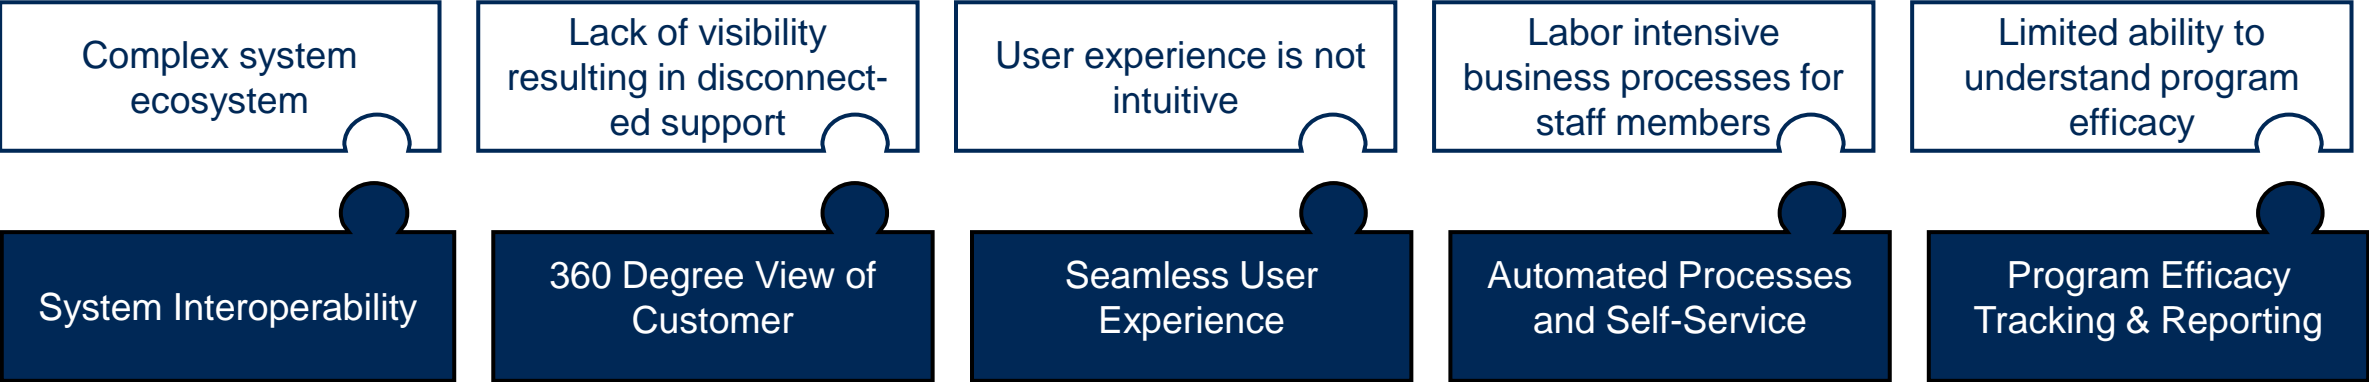 Complex system
ecosystem
Lack of visibility
resulting in disconnect-
ed support
User experience is not
intuitive
Labor intensive
business processes for
staff members
Limited ability to
understand program
efficacy
System Interoperability
360 Degree View of
Customer
Seamless User
Experience
Automated Processes
and Self-Service
Program Efficacy
Tracking & Reporting